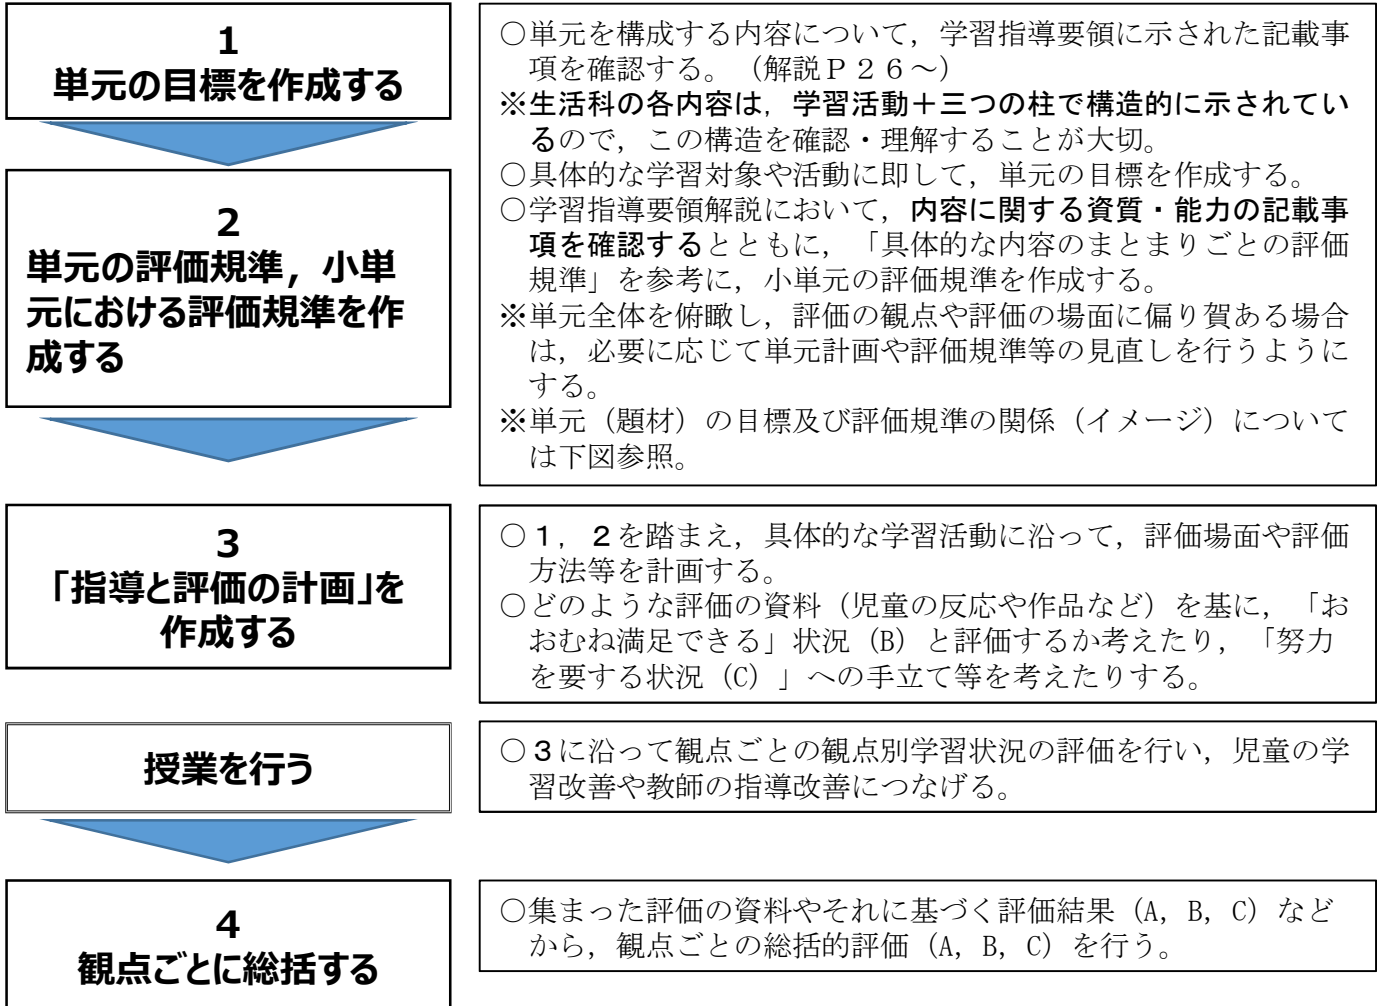 1
単元の目標を作成する
○単元を構成する内容について，学習指導要領に示された記載事
項を確認する。（解説Ｐ２６～）
※生活科の各内容は，学習活動＋三つの柱で構造的に示されてい
るので，この構造を確認・理解することが大切。
○具体的な学習対象や活動に即して，単元の目標を作成する。
○学習指導要領解説において，内容に関する資質・能力の記載事
項を確認するとともに，「具体的な内容のまとまりごとの評価
規準」を参考に，小単元の評価規準を作成する。
※単元全体を俯瞰し，評価の観点や評価の場面に偏り賀ある場合
は，必要に応じて単元計画や評価規準等の見直しを行うように
する。
※単元（題材）の目標及び評価規準の関係（イメージ）について
は下図参照。
2
単元の評価規準，小単
元における評価規準を作
成する
3
「指導と評価の計画」を
作成する
○１，２を踏まえ，具体的な学習活動に沿って，評価場面や評価
方法等を計画する。
○どのような評価の資料（児童の反応や作品など）を基に，「お
おむね満足できる」状況（B）と評価するか考えたり，「努力
を要する状況（C）」への手立て等を考えたりする。
授業を行う
○３に沿って観点ごとの観点別学習状況の評価を行い，児童の学
習改善や教師の指導改善につなげる。
4
観点ごとに総括する
○集まった評価の資料やそれに基づく評価結果（A，B，C）など
から，観点ごとの総括的評価（A，B，C）を行う。